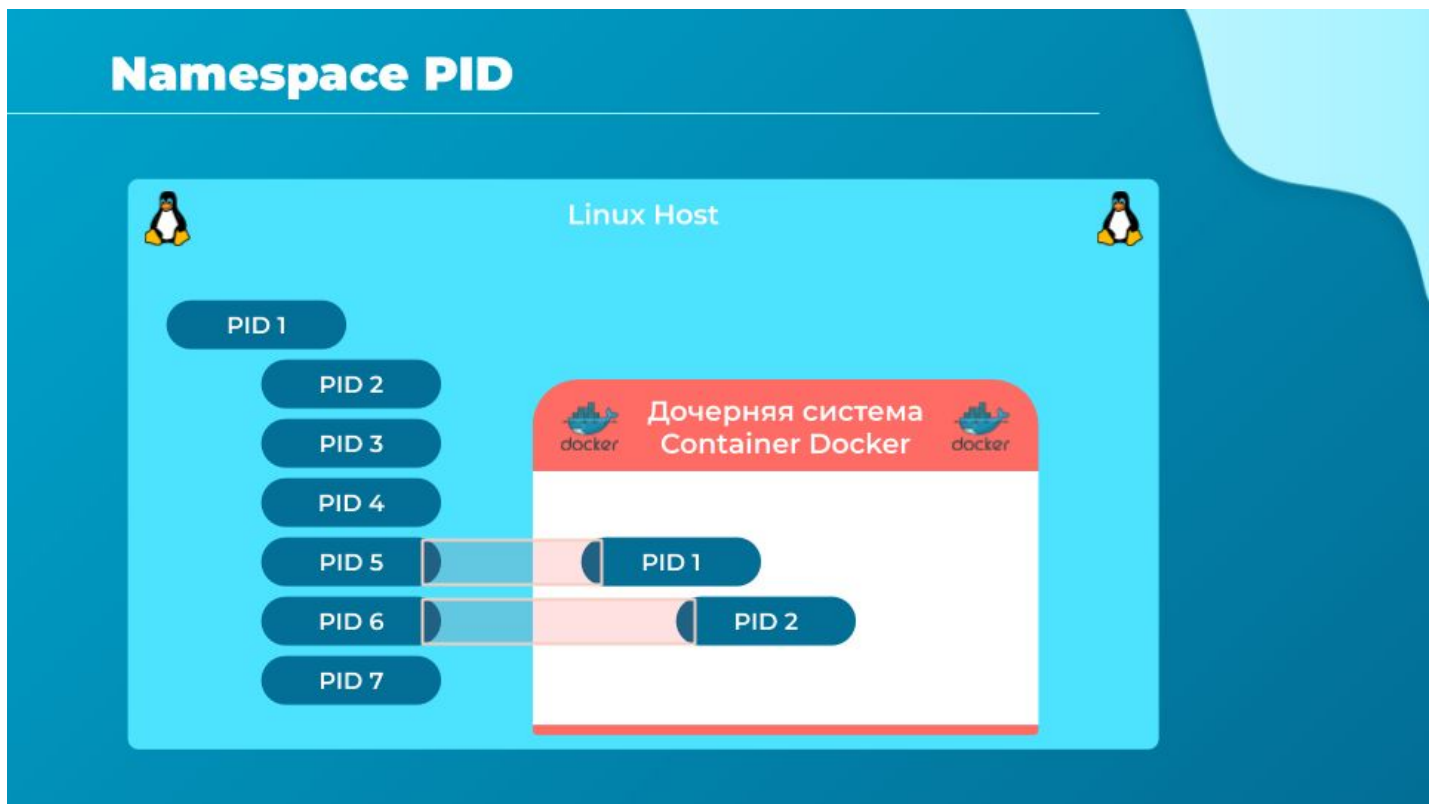 Namespace PID
Linux Host
PID 1
PID 2
PID 3
PID 4
PID 5
PID 6
PID 7
docker
Дочерняя система
Container Docker
docker
PID 1
PID 2